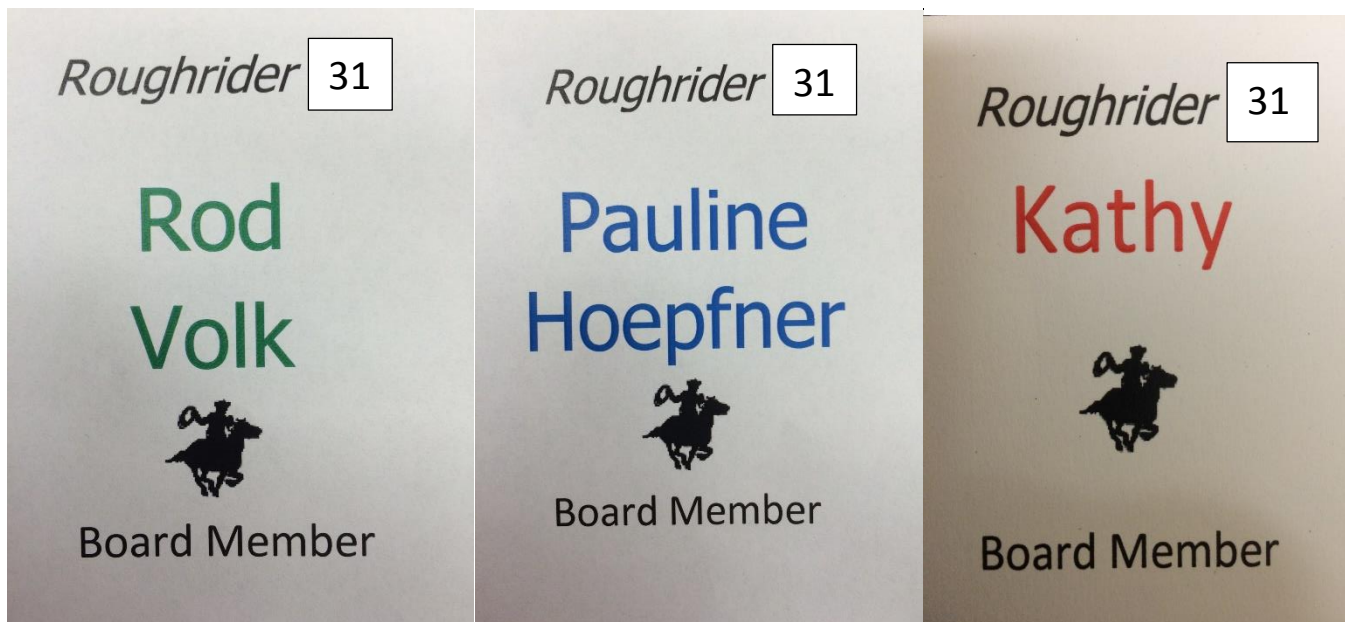 Roughrider 31
Rod
Volk
Board Member
Roughrider 31
Pauline
Hoepfner
Board Member
Roughrider 31
Kathy
Board Member